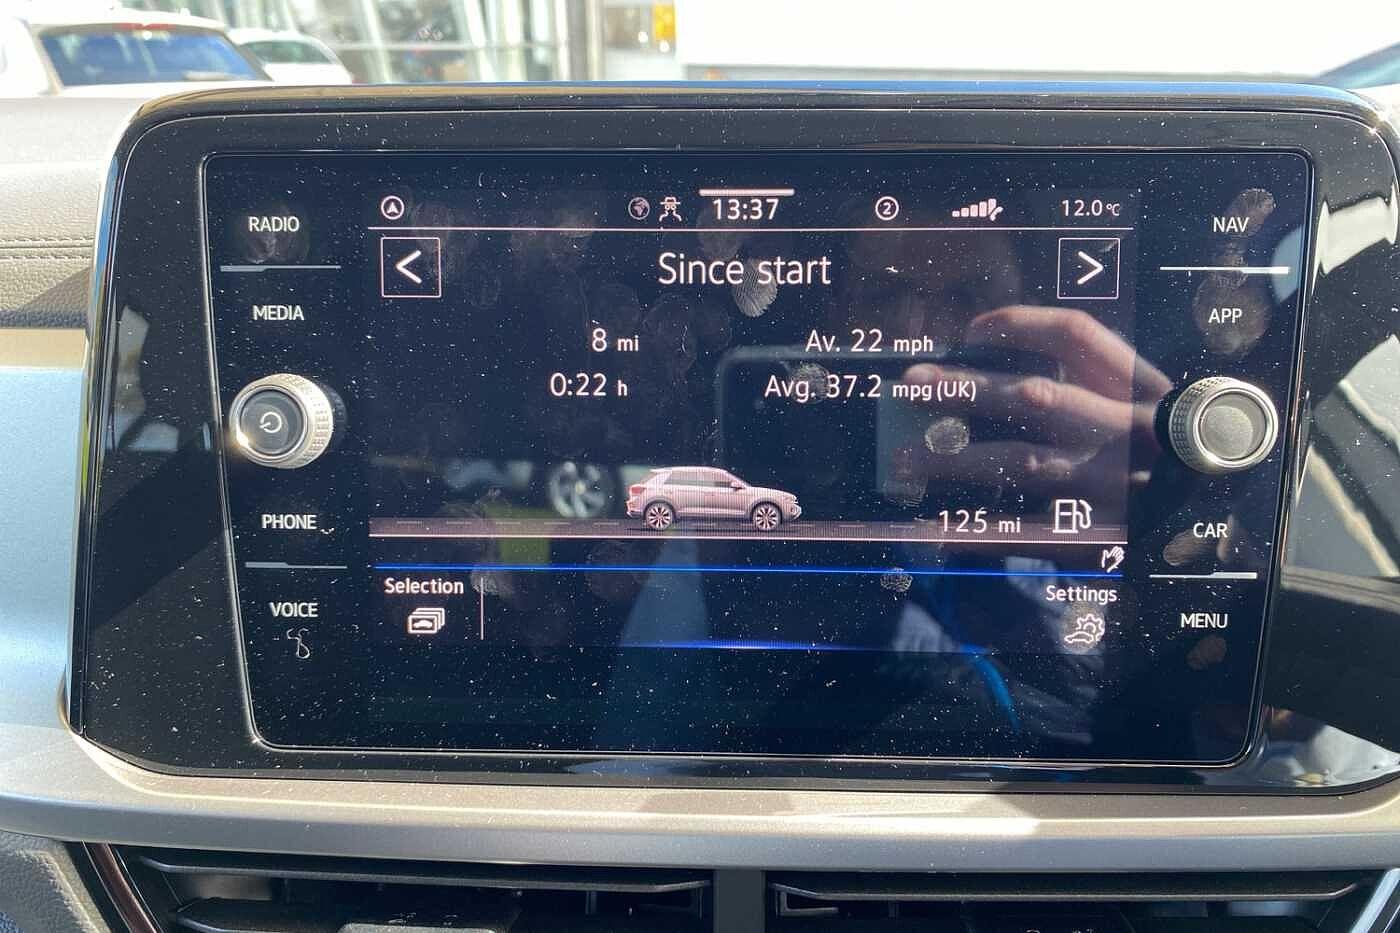 RADIO
MEDIA
PHONE
VOICE
13:37
2
12.0°C
Since start
8 mi
Av. 22 mph
0:22 h
Avg. 37.2 mpg (UK)
125 mi
Selection
Settings
NAV
APP
CAR
MENU